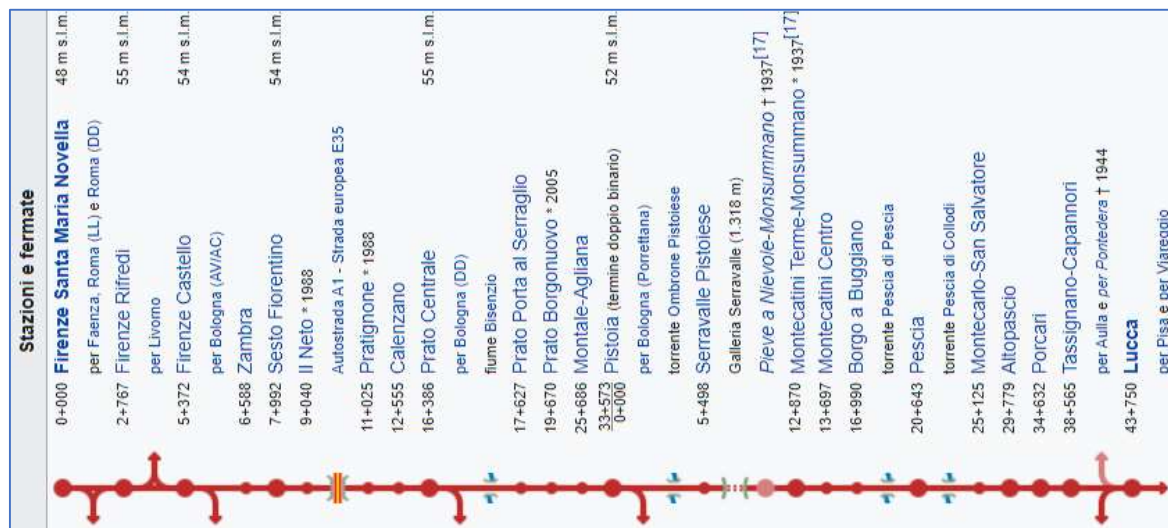 Stazioni e fermate
0+000 Firenze Santa Maria Novella 48 m s.l.m.
per Faenza, Roma (LL) e Roma (DD)
2+767 Firenze Rifredi 55 m s.l.m.
per Livorno
5+372 Firenze Castello 54 m s.l.m.
per Bologna (AV/AC)
6+588 Zambra
7+992 Sesto Fiorentino 54 m s.l.m.
9+040 Il Neto * 1988
Autostrada A1 - Strada europea E35
11+025 Pratignone * 1988
12+555 Calenzano
16+386 Prato Centrale 55 m s.l.m.
per Bologna (DD)
fiume Bisenzio
17+627 Prato Porta al Serraglio
19+670 Prato Borgonuovo * 2005
25+686 Montale-Agliana
33+573
0+000 Pistoia (termine doppio binario) 52 m s.l.m.
per Bologna (Porrettana)
torrente Ombrone Pistoiese
5+498 Serravalle Pistoiese
Galleria Serravalle (1.318 m)
Pieve a Nievole-Monsummano † 1937[17]
12+870 Montecatini Terme-Monsummano * 1937[17]
13+697 Montecatini Centro
16+990 Borgo a Buggiano
torrente Pescia di Pescia
20+643 Pescia
torrente Pescia di Collodi
25+125 Montecarlo-San Salvatore
29+779 Altopascio
34+632 Porcari
38+565 Tassignano-Capannori
per Aulla e per Pontedera † 1944
43+750 Lucca
per Pisa e per Viareggio